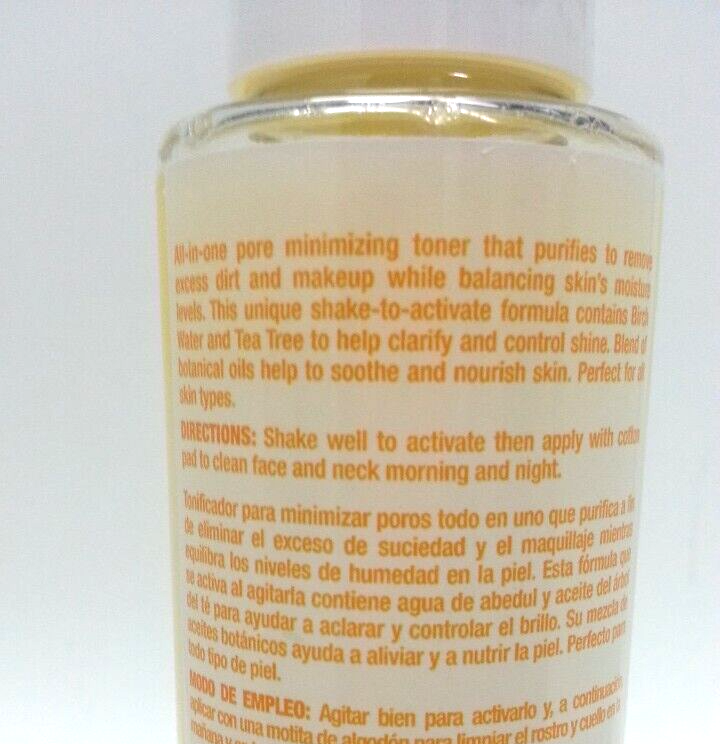 All-in-one pore minimizing toner that purifies to remove
excess dirt and makeup while balancing skin's moisture
levels. This unique shake-to-activate formula contains Birch
Water and Tea Tree to help clarify and control shine. Blend of
botanical oils help to soothe and nourish skin. Perfect for all
skin types.
DIRECTIONS: Shake well to activate then apply with cotton
pad to clean face and neck morning and night.
Tonificador para minimizar poros todo en uno que purifica a fin
de eliminar el exceso de suciedad y el maquillaje mientras
equilibra los niveles de humedad en la piel. Esta fórmula que
se activa al agitarla contiene agua de abedul y aceite del árbol
del té para ayudar a aclarar y controlar el brillo. Su mezcla de
aceites botánicos ayuda a aliviar y a nutrir la piel. Perfecto para
todo tipo de piel.
MODO DE EMPLEO: Agitar bien para activarlo y, a continuación,
aplicar con una motita de algodón para limpiar el rostro y cuello en la
mañana y